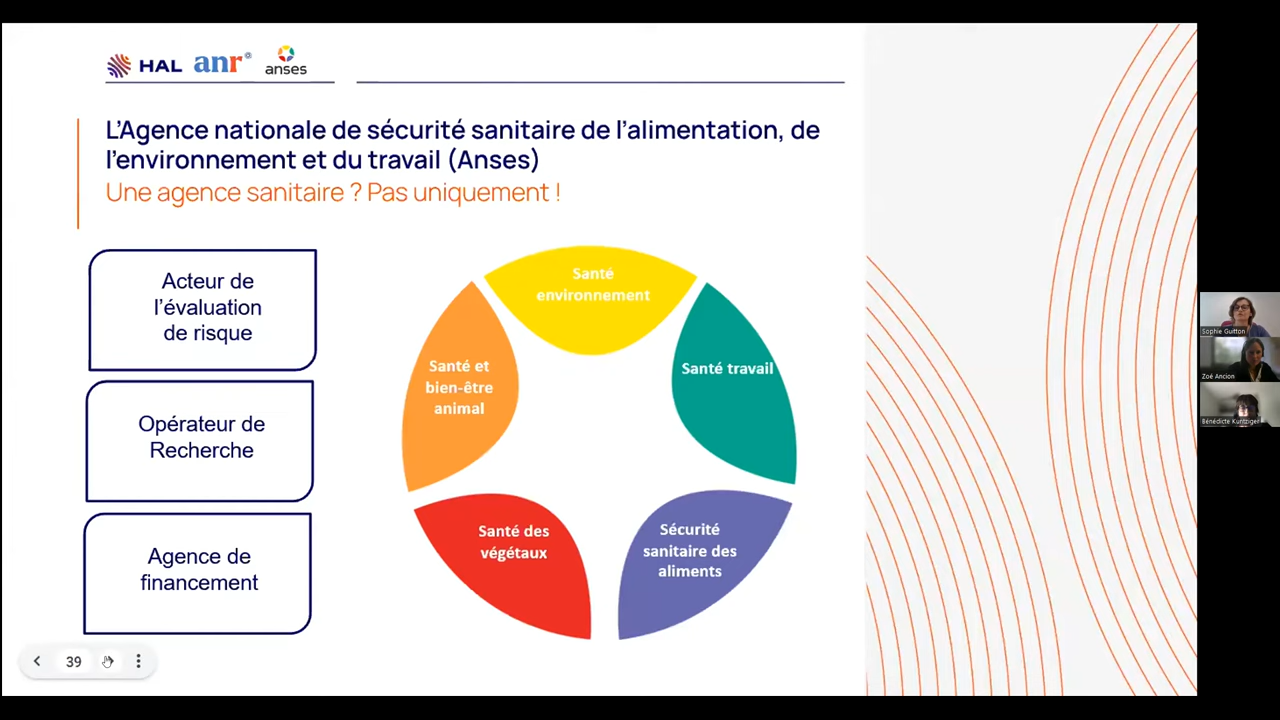 HAL anr anses
L'Agence nationale de sécurité sanitaire de l'alimentation, de
l'environnement et du travail (Anses)
Une agence sanitaire ? Pas uniquement !
Acteur de
l'évaluation
de risque
Opérateur de
Recherche
Agence de
financement
Santé
environnement
Santé travail
Santé et
bien-être
animal
Santé des
végétaux
Sécurité
sanitaire des
aliments
39
Sophie Guitton
Zoé Ancion
Bénédicte Kuntziger